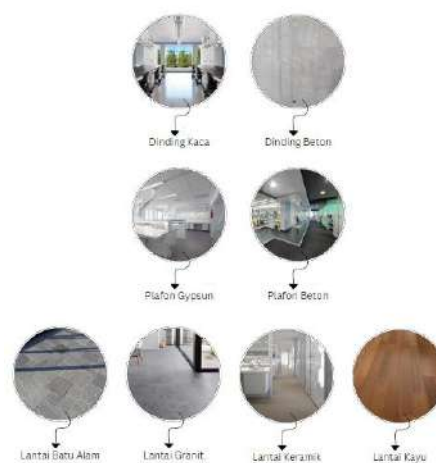 Dinding Kaca
Dinding Beton
Plafon Gypsun
Plafon Beton
Lantai Batu Alam
Lantai Granit
Lantai Keramik
Lantai Kayu